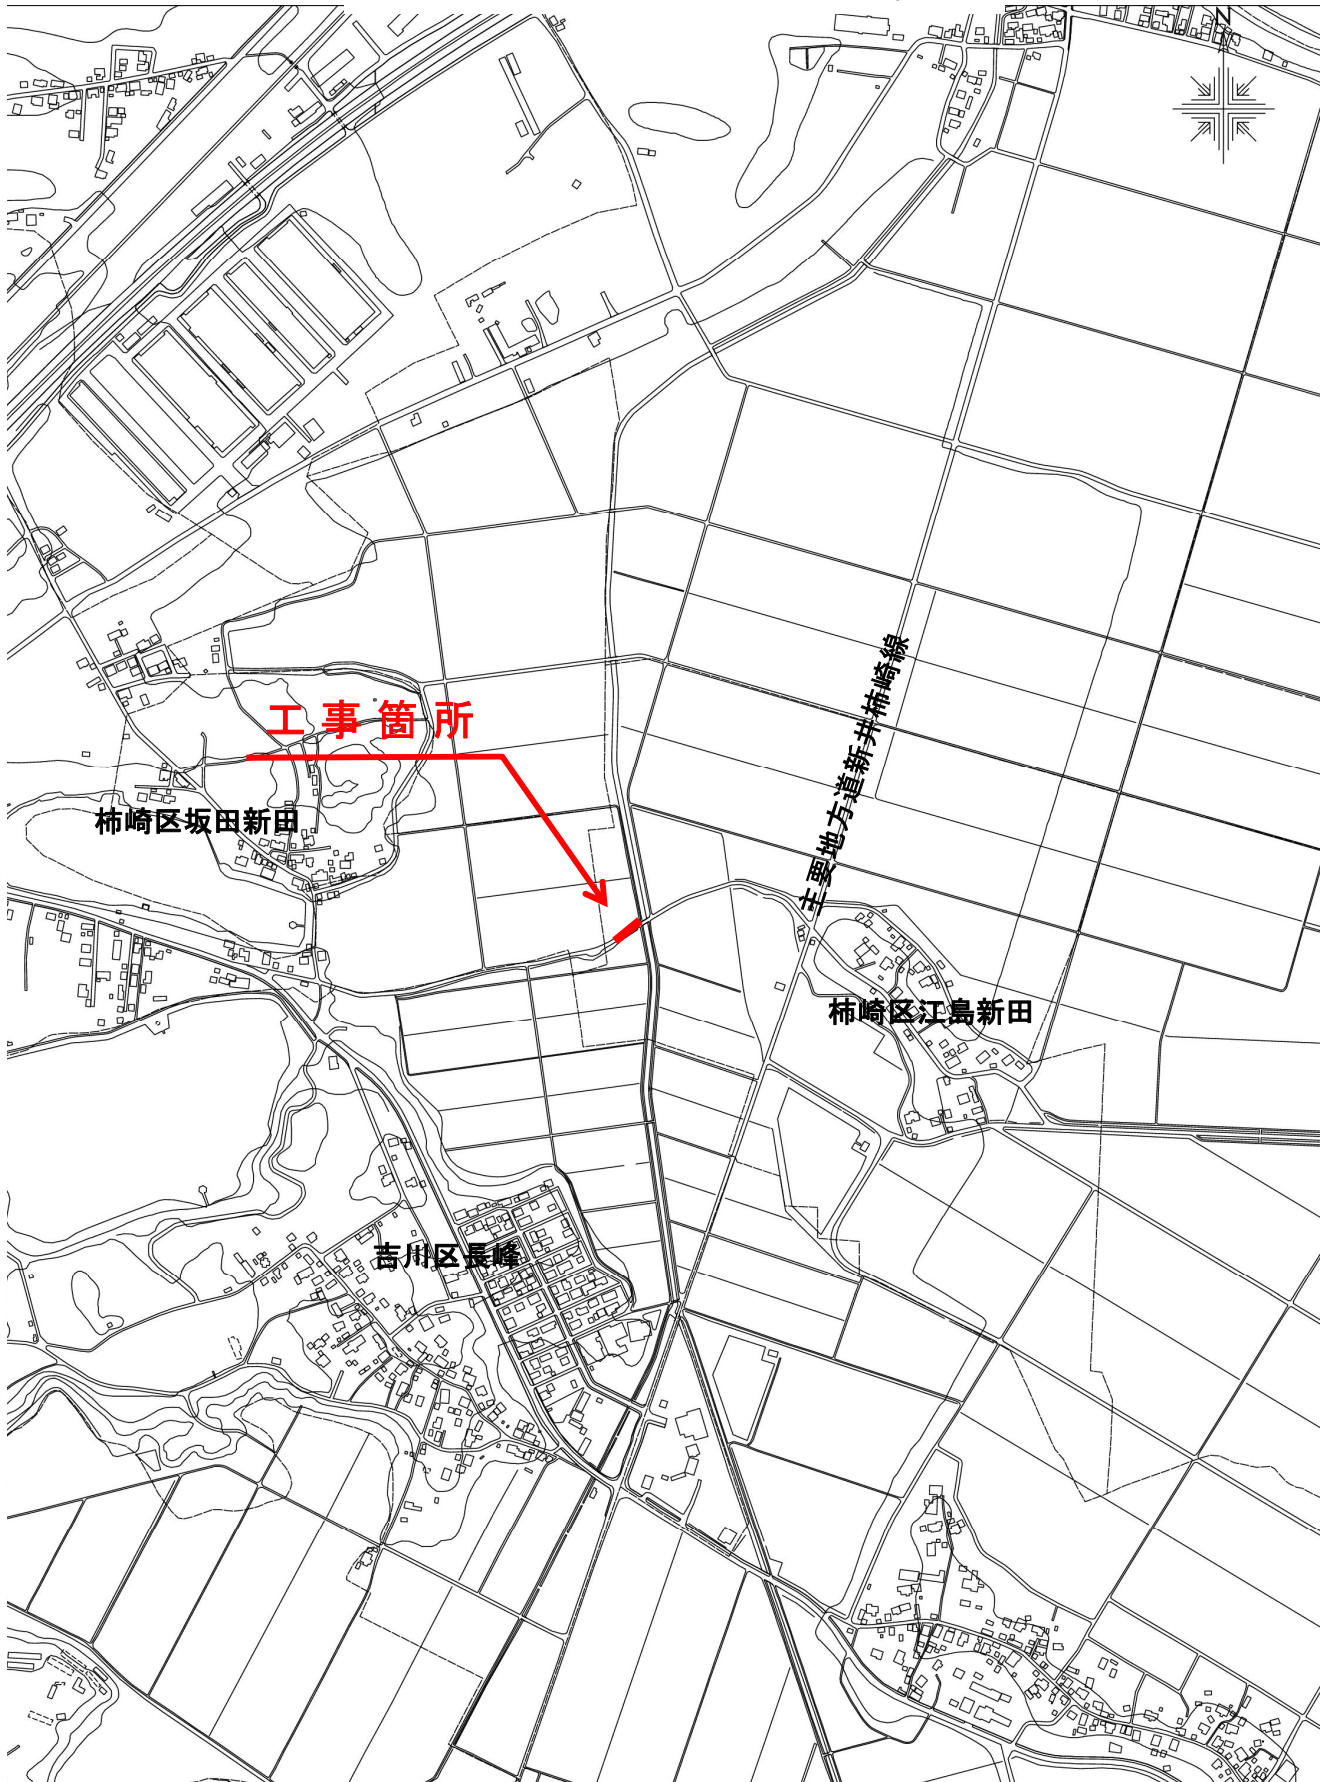 N
主要地方道新井柿崎線
工事箇所
柿崎区坂田新田
柿崎区江島新田
吉川区長峰